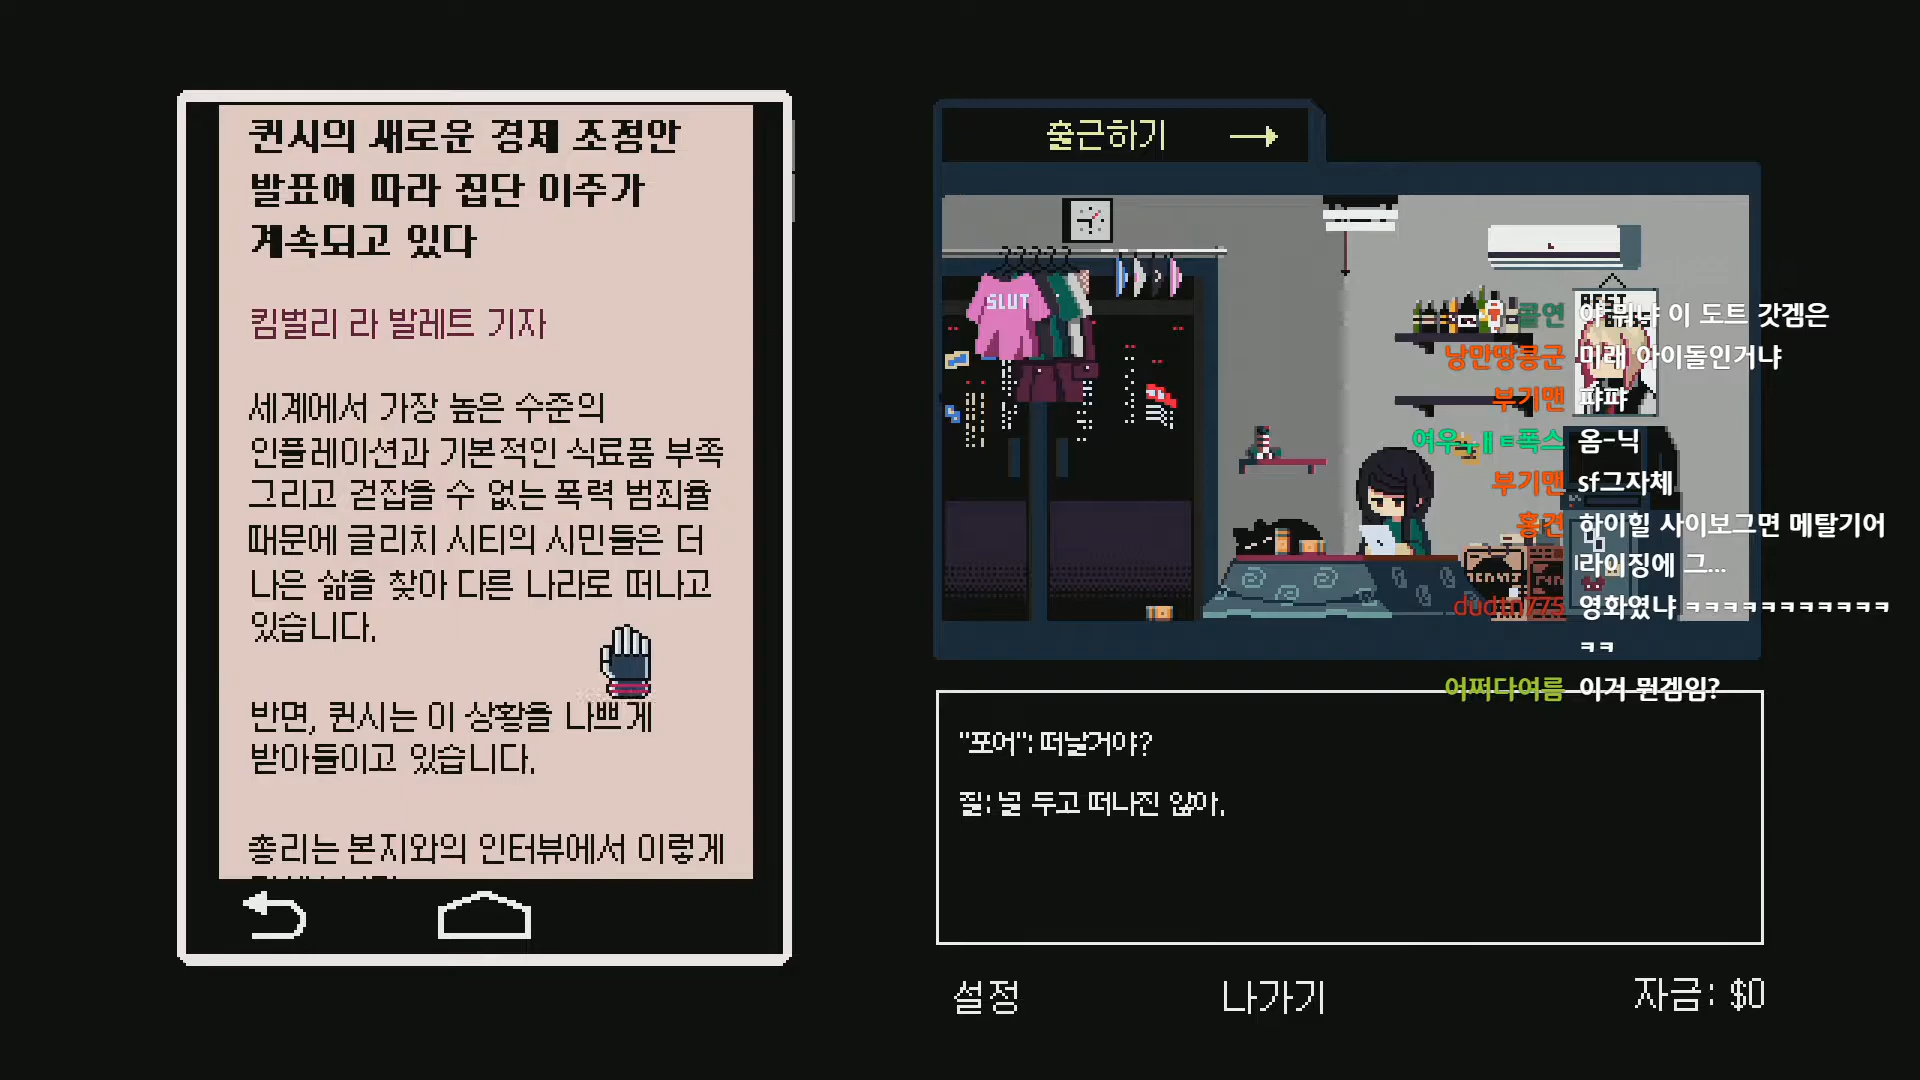 퀸시의 새로운 경제 조정안
발표에 따라 집단 이주가
계속되고 있다
킴벌리 라 발레트 기자
세계에서 가장 높은 수준의
인플레이션과 기본적인 식료품 부족
그리고 걷잡을 수 없는 폭력 범죄율
때문에 글리치 시티의 시민들은 더
나은 삶을 찾아 다른 나라로 떠나고
있습니다.
반면, 퀸시는 이 상황을 나쁘게
받아들이고 있습니다.
총리는 본지와의 인터뷰에서 이렇게
출근하기
SLUT
BEST
야 뭐냐 이 도트 갓겜은
낭만땅콩군 미래 아이돌인거냐
부기맨 퍄퍄
옴-닉
부기맨 sf그자체
홍견 하이힐 사이보그면 메탈기어
라이징에 그...
dudtn775 영화였냐 ㅋㅋㅋㅋㅋㅋㅋㅋㅋㅋㅋ
ㅋㅋ
어쩌다여름 이거 뭔겜임?
"포어": 떠날거야?
질: 널 두고 떠나진 않아.
설정
나가기
자금: $0